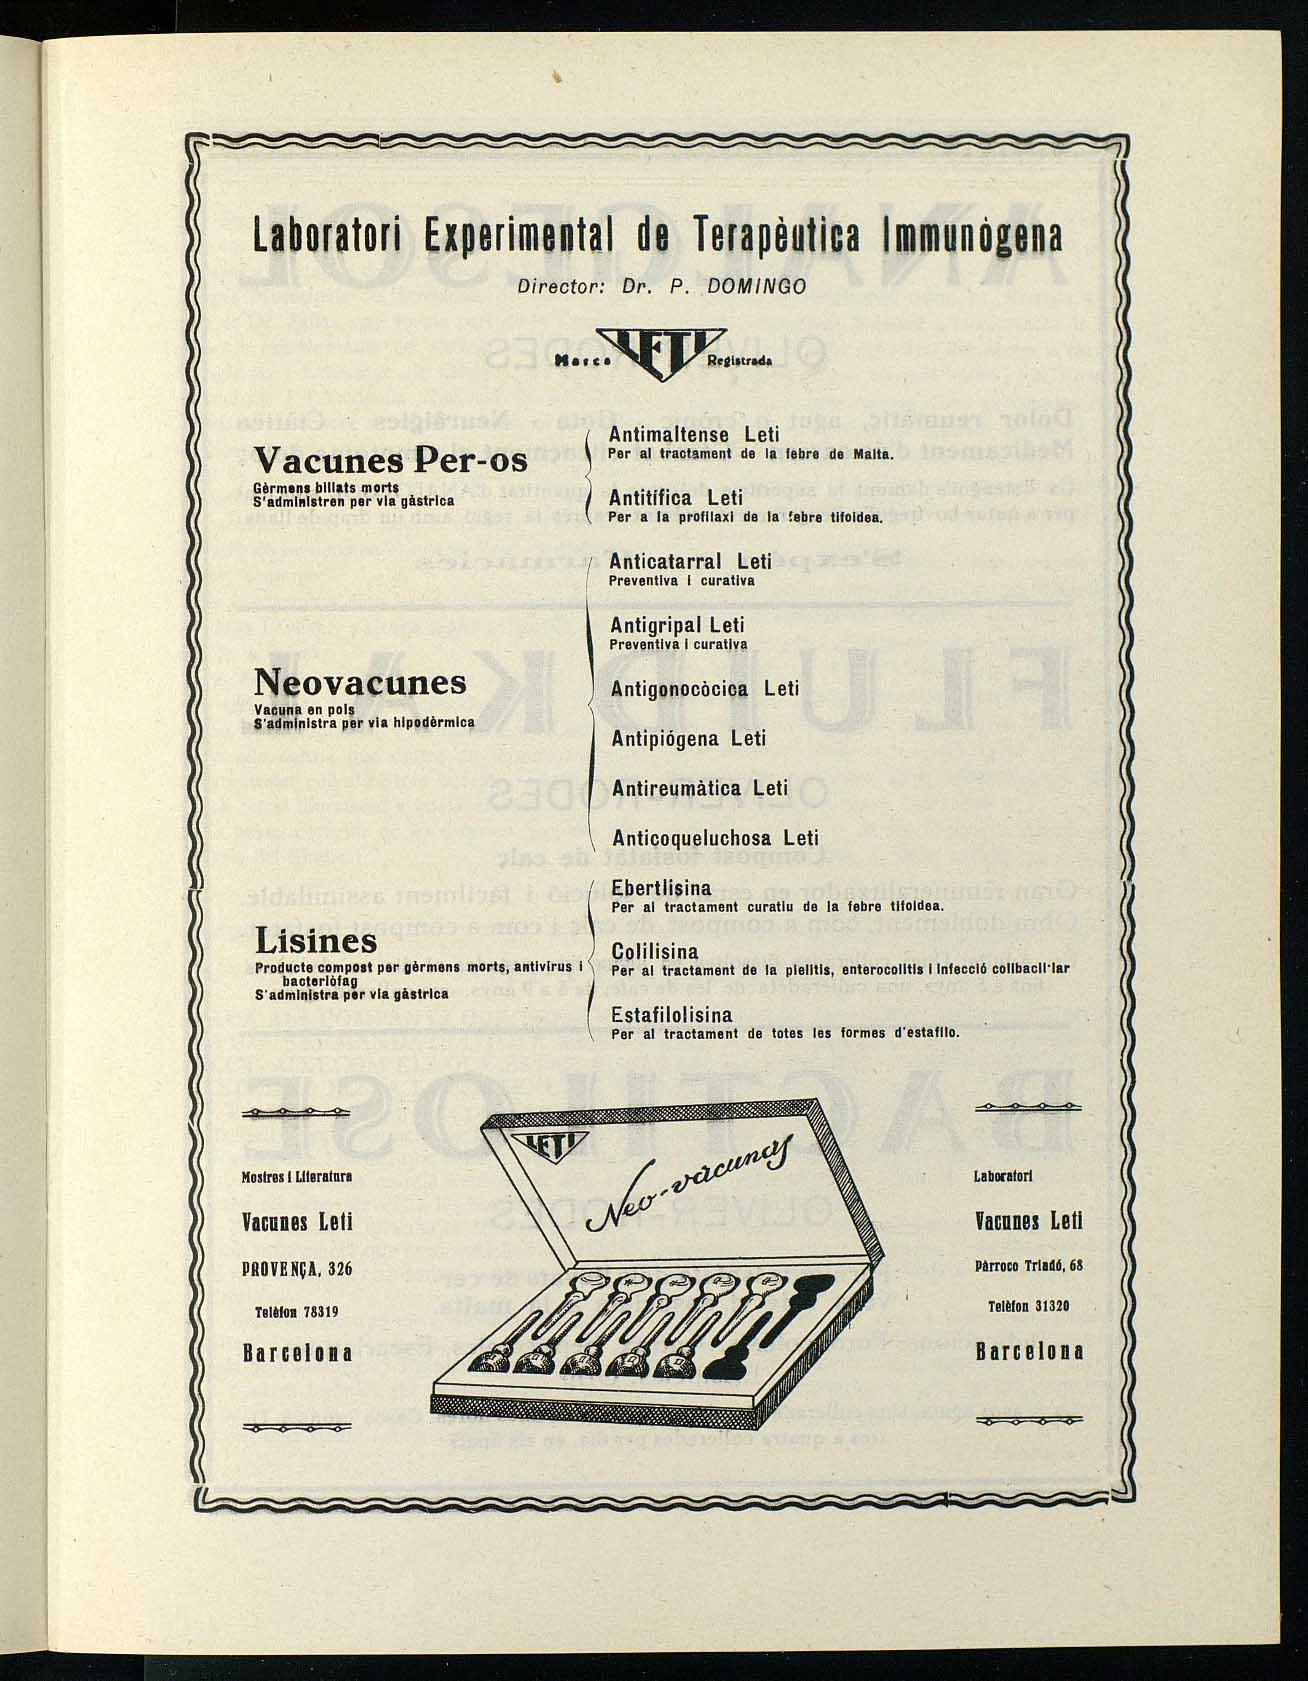 Laboratori Experimental de Terapèutica Immunògena
Director: Dr. P. DOMINGO
Marca LETI Registrada
Vacunes Per-os
Gèrmens biliats morts
S'administren per via gàstrica
Antimaltense Leti
Per al tractament de la febre de Malta.
Antitífica Leti
Per a la profilaxi de la febre tifoidea.
Neovacunes
Vacuna en pols
S'administra per via hipodèrmica
Anticatarral Leti
Preventiva i curativa
Antigripal Leti
Preventiva i curativa
Antigonocòcica Leti
Antipiógena Leti
Antireumàtica Leti
Anticoqueluchosa Leti
Lisines
Producte compost per gèrmens morts, antivirus i
bacteriòfag
S'administra per via gàstrica
Ebertlisina
Per al tractament curatiu de la febre tifoidea.
Colilisina
Per al tractament de la pielitis, enterocolitis i infecció colibacil·lar
Estafilolisina
Per al tractament de totes les formes d'estafilo.
Mostres i Literatura
Vacunes Leti
PROVENÇA, 326
Telèfon 78319
Barcelona
LETI
Neo-vacunas
Laboratori
Vacunes Leti
Pàrroco Triadó, 68
Telèfon 31320
Barcelona